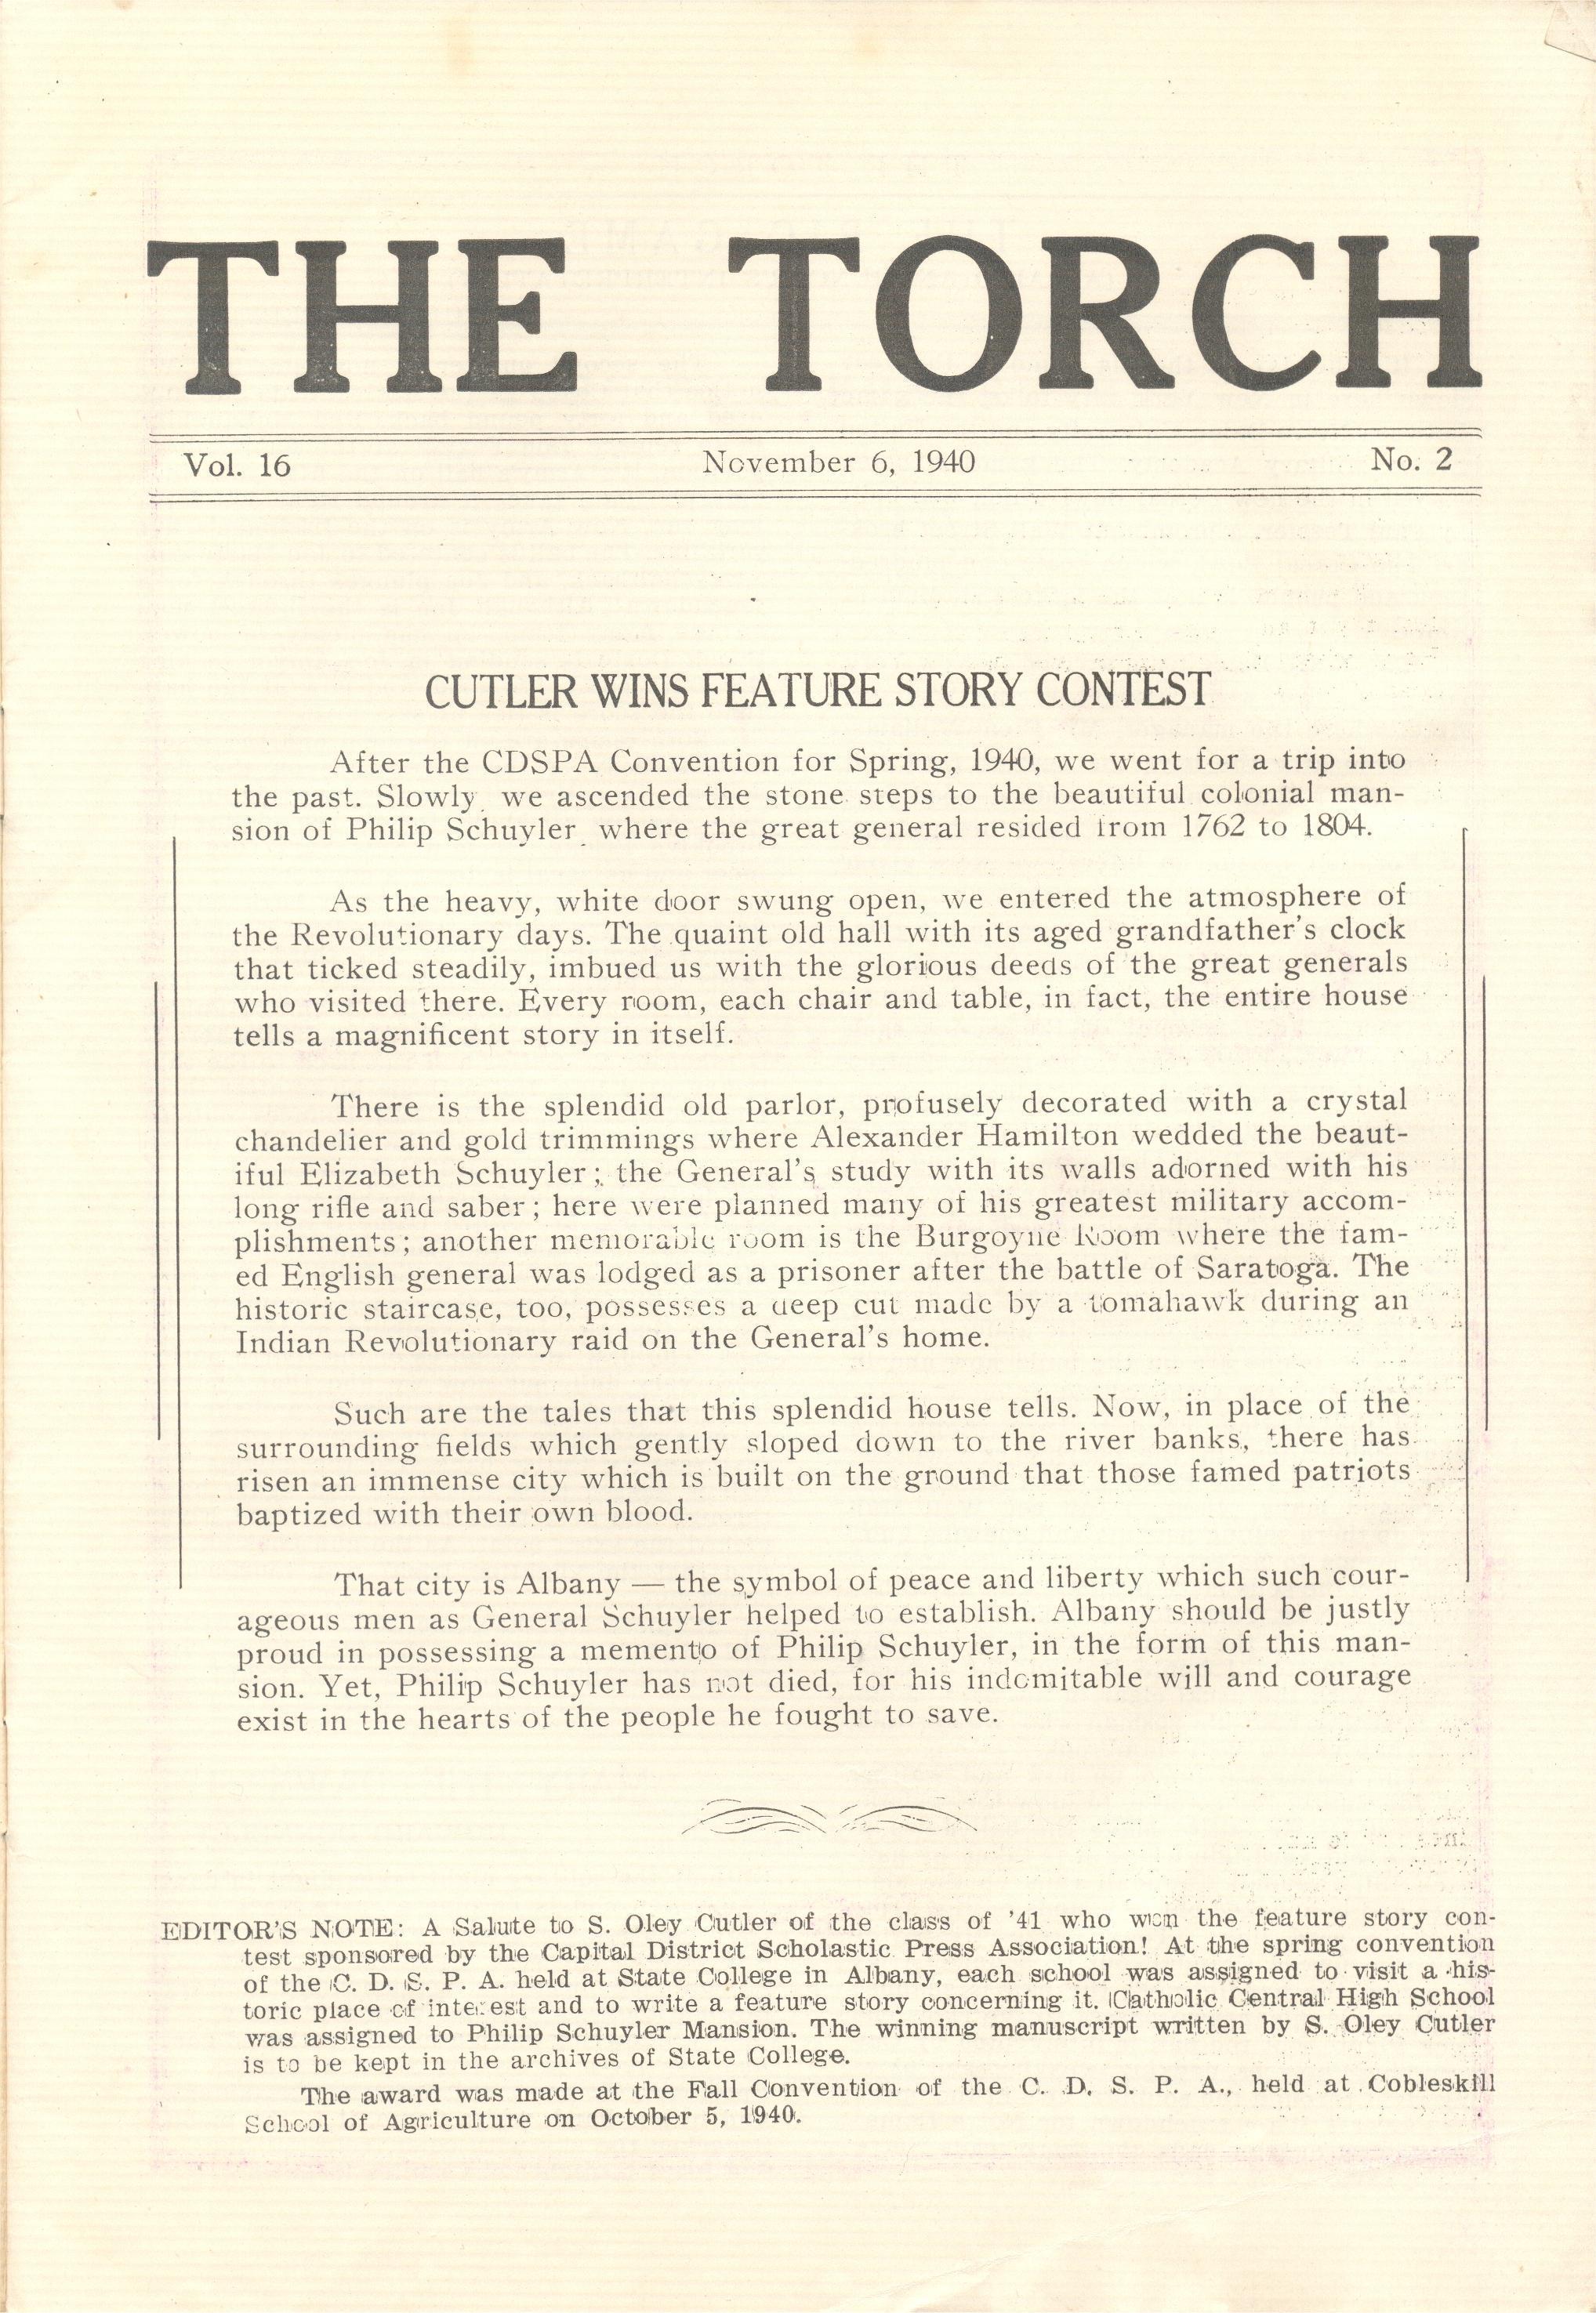 THE TORCH
Vol. 16 November 6, 1940 No. 2
CUTLER WINS FEATURE STORY CONTEST
After the CDSPA Convention for Spring, 1940, we went for a trip into
the past. Slowly we ascended the stone steps to the beautiful colonial man-
sion of Philip Schuyler where the great general resided from 1762 to 1804.
As the heavy, white door swung open, we entered the atmosphere of
the Revolutionary days. The quaint old hall with its aged grandfather's clock
that ticked steadily, imbued us with the glorious deeds of the great generals
who visited there. Every room, each chair and table, in fact, the entire house
tells a magnificent story in itself.
There is the splendid old parlor, profusely decorated with a crystal
chandelier and gold trimmings where Alexander Hamilton wedded the beaut-
iful Elizabeth Schuyler; the General's study with its walls adorned with his
long rifle and saber; here were planned many of his greatest military accom-
plishments; another memorable room is the Burgoyne Room where the fam-
ed English general was lodged as a prisoner after the battle of Saratoga. The
historic staircase, too, possesses a deep cut made by a tomahawk during an
Indian Revolutionary raid on the General's home.
Such are the tales that this splendid house tells. Now, in place of the
surrounding fields which gently sloped down to the river banks, there has
risen an immense city which is built on the ground that those famed patriots
baptized with their own blood.
That city is Albany — the symbol of peace and liberty which such cour-
ageous men as General Schuyler helped to establish. Albany should be justly
proud in possessing a memento of Philip Schuyler, in the form of this man-
sion. Yet, Philip Schuyler has not died, for his indomitable will and courage
exist in the hearts of the people he fought to save.
EDITOR'S NOTE: A Salute to S. Oley Cutler of the class of '41 who won the feature story con-
test sponsored by the Capital District Scholastic Press Association! At the spring convention
of the C. D. S. P. A. held at State College in Albany, each school was assigned to visit a his-
toric place of interest and to write a feature story concerning it. Catholic Central High School
was assigned to Philip Schuyler Mansion. The winning manuscript written by S. Oley Cutler
is to be kept in the archives of State College.
The award was made at the Fall Convention of the C. D. S. P. A., held at Cobleskill
School of Agriculture on October 5, 1940.